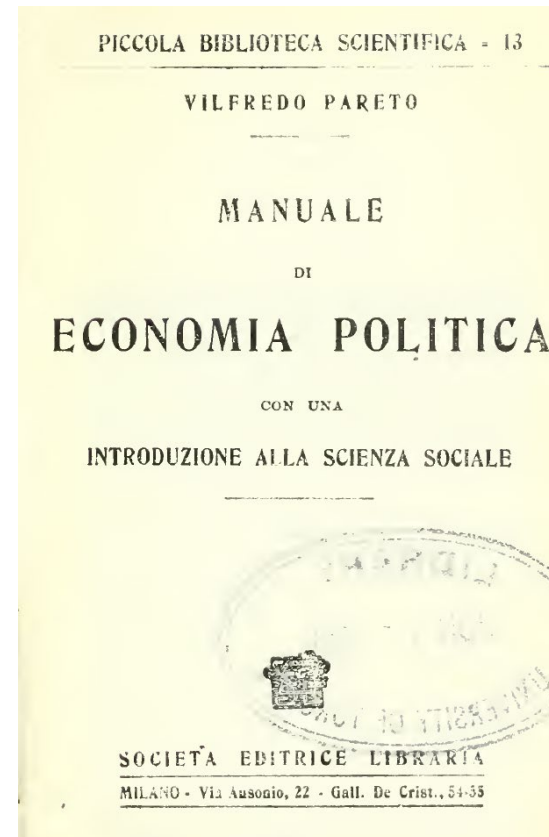 PICCOLA BIBLIOTECA SCIENTIFICA - 13
VILFREDO PARETO
MANUALE
DI
ECONOMIA POLITICA
CON UNA
INTRODUZIONE ALLA SCIENZA SOCIALE
SOCIETÀ EDITRICE LIBRARIA
MILANO - Via Ausonio, 22 - Gall. De Crist., 54-55